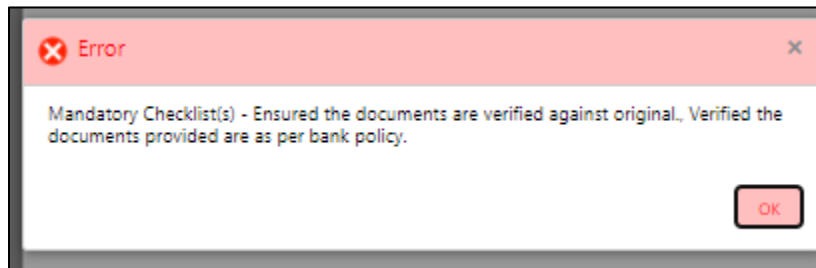 Error
Mandatory Checklist(s) - Ensured the documents are verified against original., Verified the
documents provided are as per bank policy.
OK